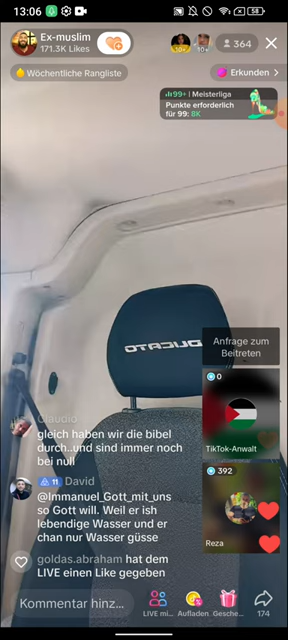 13:06
58
Ex-muslim
171.3K Likes
10+
10+
364
Wöchentliche Rangliste
Erkunden >
99+ | Meisterliga
Punkte erforderlich
für 99: 8K
DUCATO
Anfrage zum
Beitreten
0
TikTok-Anwalt
392
Reza
Claudio
gleich haben wir die bibel
durch..und sind immer noch
bei null
11 David
@Immanuel_Gott_mit_uns
so Gott will. Weil er ish
lebendige Wasser und er
chan nur Wasser güsse
goldas.abraham hat dem
LIVE einen Like gegeben
Kommentar hinz...
LIVE mi...
Aufladen
Gesche...
174